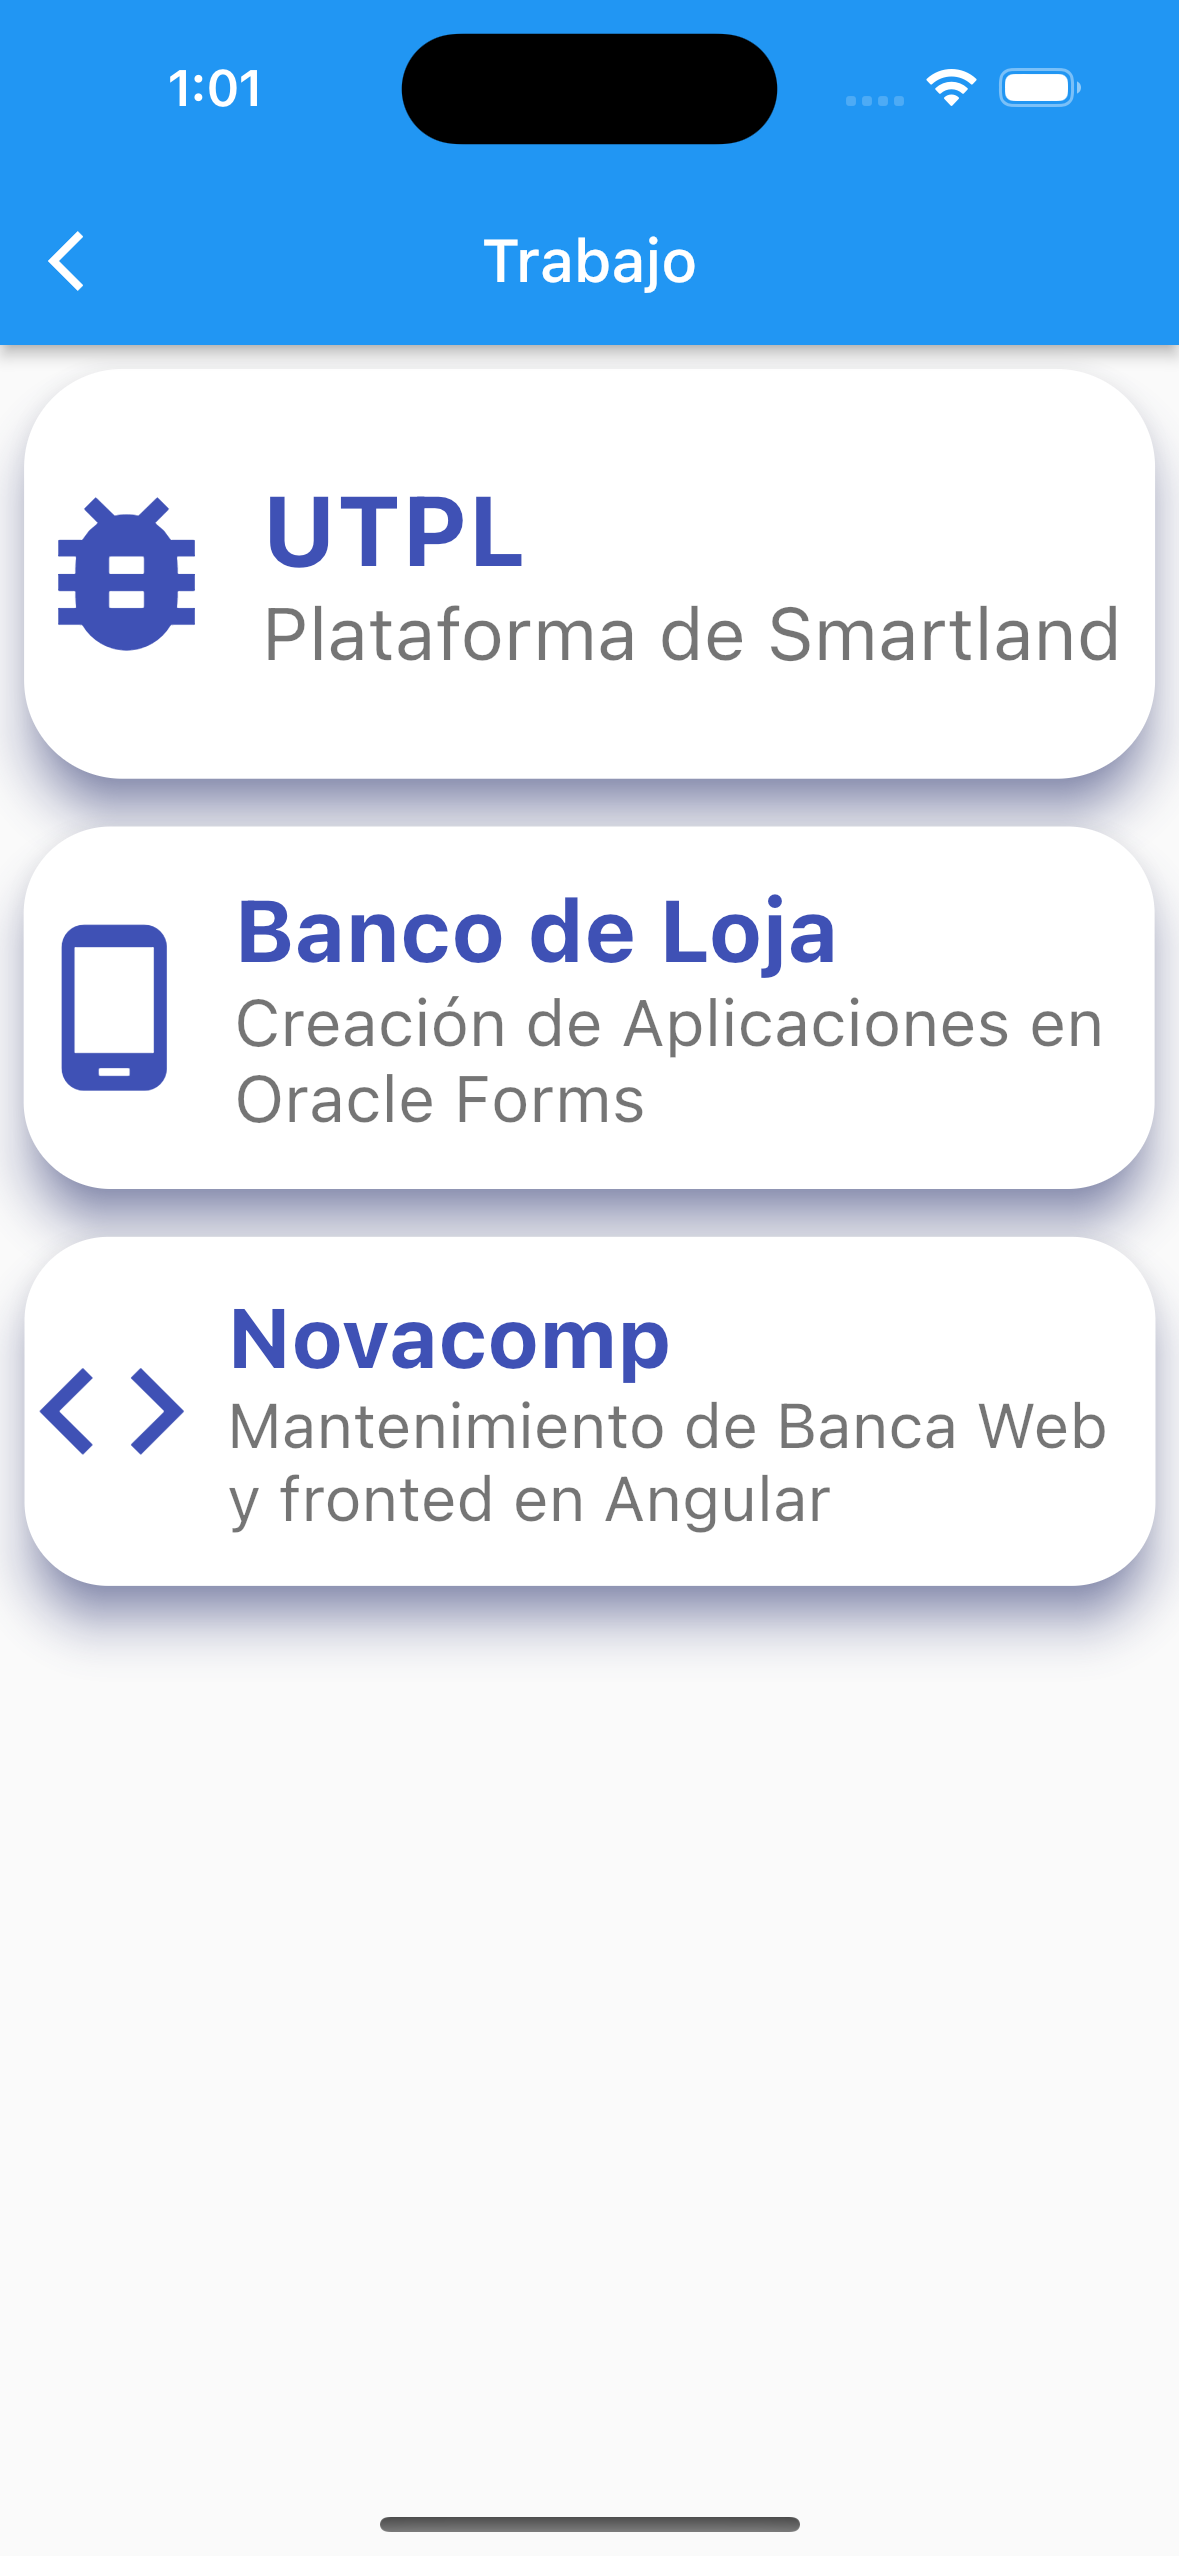 1:01
Trabajo
UTPL
Plataforma de Smartland
Banco de Loja
Creación de Aplicaciones en
Oracle Forms
Novacomp
Mantenimiento de Banca Web
y fronted en Angular